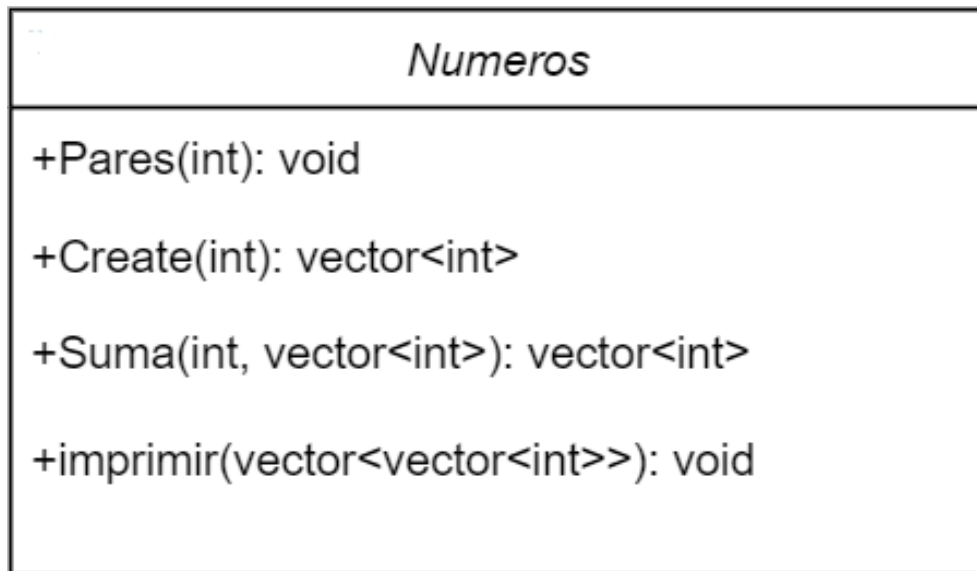 Numeros
+Pares(int): void
+Create(int): vector<int>
+Suma(int, vector<int>): vector<int>
+imprimir(vector<vector<int>>): void